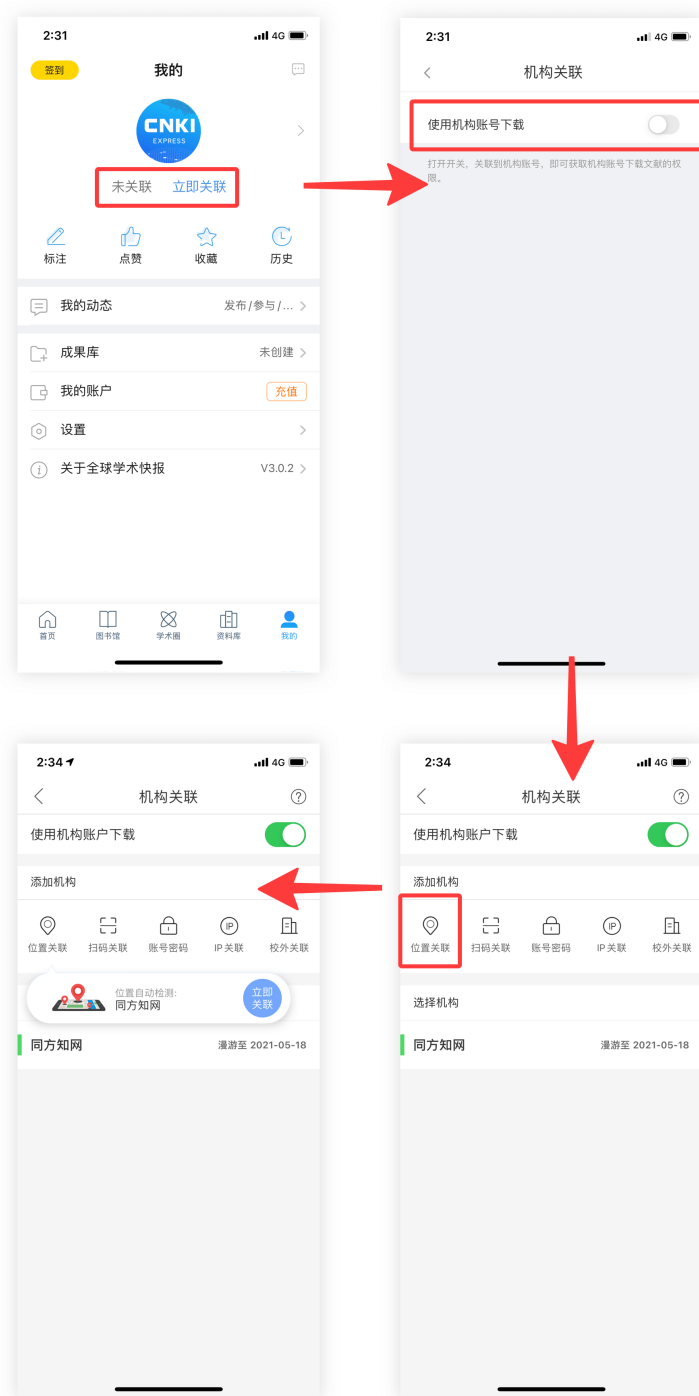 2:31
4G
签到
我的
CNKI
EXPRESS
未关联 立即关联
标注 点赞 收藏 历史
我的动态 发布/参与/...
成果库 未创建
我的账户 充值
设置
关于全球学术快报 V3.0.2
首页 图书馆 学术圈 资料库 我的
2:31
4G
机构关联
使用机构账号下载
打开开关，关联到机构账号，即可获取机构账号下载文献的权
限。
2:34
4G
机构关联
使用机构账户下载
添加机构
位置关联 扫码关联 账号密码 IP关联 校外关联
选择机构
同方知网 漫游至 2021-05-18
2:34
4G
机构关联
使用机构账户下载
添加机构
位置关联 扫码关联 账号密码 IP关联 校外关联
位置自动检测:
同方知网
立即
关联
同方知网 漫游至 2021-05-18